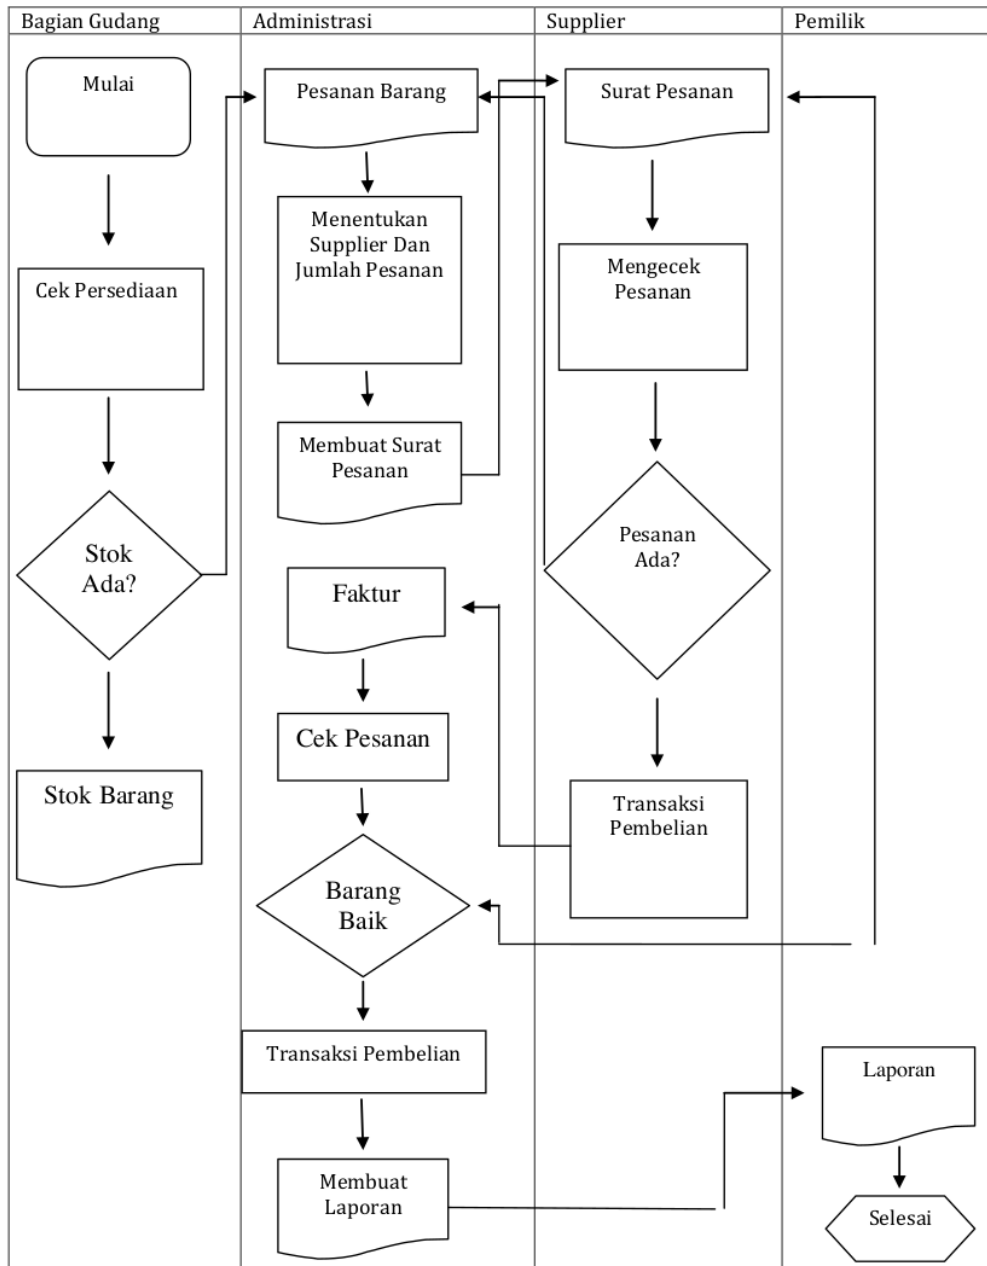 Bagian Gudang
Administrasi
Supplier
Pemilik
Mulai
Cek Persediaan
Stok
Ada?
Stok Barang
Pesanan Barang
Menentukan
Supplier Dan
Jumlah Pesanan
Membuat Surat
Pesanan
Faktur
Cek Pesanan
Barang
Baik
Transaksi Pembelian
Membuat
Laporan
Surat Pesanan
Mengecek
Pesanan
Pesanan
Ada?
Transaksi
Pembelian
Laporan
Selesai